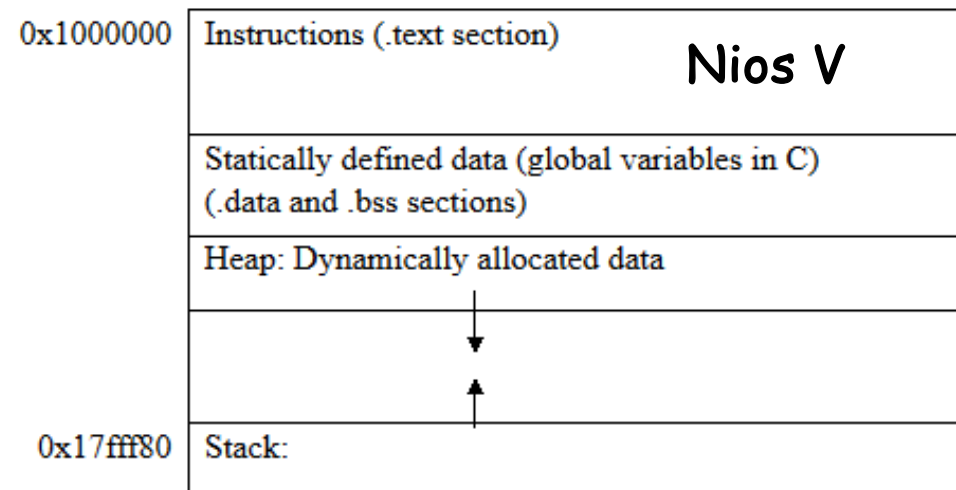 0x1000000
Instructions (.text section)
Nios V
Statically defined data (global variables in C)
(.data and .bss sections)
Heap: Dynamically allocated data
0x17fff80
Stack: